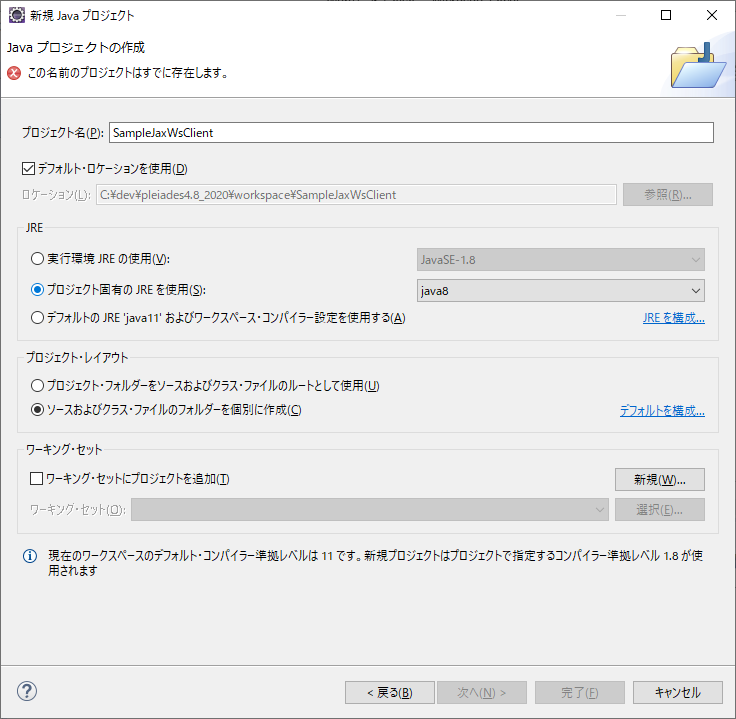 新規 Java プロジェクト
Java プロジェクトの作成
この名前のプロジェクトはすでに存在します。
プロジェクト名(P): SampleJaxWsClient
デフォルト・ロケーションを使用(D)
ロケーション(L): C:¥dev¥pleiades4.8_2020¥workspace¥SampleJaxWsClient 参照(R)...
JRE
実行環境 JRE の使用(V): JavaSE-1.8
プロジェクト固有の JRE を使用(S): java8
デフォルトの JRE 'java11' およびワークスペース・コンパイラー設定を使用する(A) JRE を構成...
プロジェクト・レイアウト
プロジェクト・フォルダーをソースおよびクラス・ファイルのルートとして使用(U)
ソースおよびクラス・ファイルのフォルダーを個別に作成(C) デフォルトを構成...
ワーキング・セット
ワーキング・セットにプロジェクトを追加(T) 新規(W)...
ワーキング・セット(O): 選択(E)...
現在のワークスペースのデフォルト・コンパイラー準拠レベルは 11 です。新規プロジェクトはプロジェクトで指定するコンパイラー準拠レベル 1.8 が使
用されます
< 戻る(B) 次へ(N) > 完了(F) キャンセル